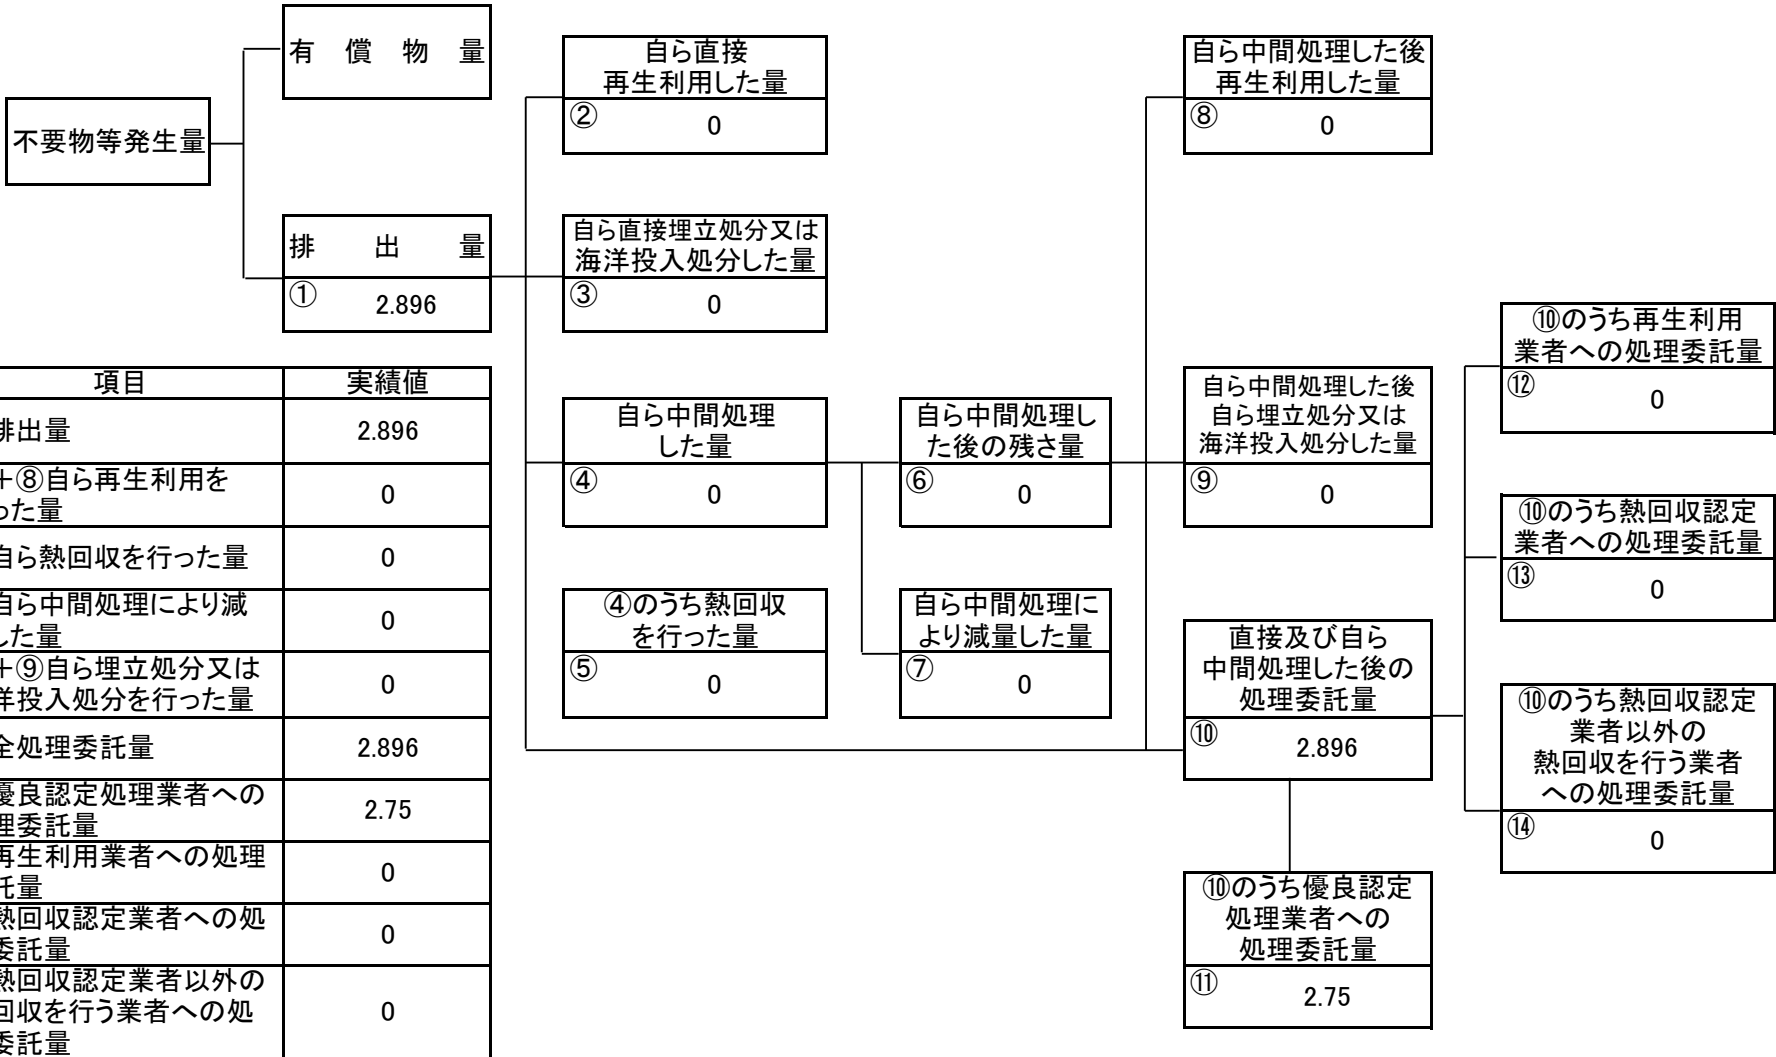 有償物量
不要物等発生量
排出量
① 2.896
自ら直接
再生利用した量
② 0
自ら直接埋立処分又は
海洋投入処分した量
③ 0
自ら中間処理
した量
④ 0
④のうち熱回収
を行った量
⑤ 0
自ら中間処理し
た後の残さ量
⑥ 0
自ら中間処理に
より減量した量
⑦ 0
自ら中間処理した後
再生利用した量
⑧ 0
自ら中間処理した後
自ら埋立処分又は
海洋投入処分した量
⑨ 0
直接及び自ら
中間処理した後の
処理委託量
⑩ 2.896
⑩のうち優良認定
処理業者への
処理委託量
⑪ 2.75
⑩のうち再生利用
業者への処理委託量
⑫ 0
⑩のうち熱回収認定
業者への処理委託量
⑬ 0
⑩のうち熱回収認定
業者以外の
熱回収を行う業者
への処理委託量
⑭ 0
項目 実績値
排出量 2.896
+⑧自ら再生利用を
った量 0
自ら熱回収を行った量 0
自ら中間処理により減
した量 0
+⑨自ら埋立処分又は
洋投入処分を行った量 0
全処理委託量 2.896
優良認定処理業者への
理委託量 2.75
再生利用業者への処理
託量 0
熱回収認定業者への処
委託量 0
熱回収認定業者以外の
回収を行う業者への処
委託量 0